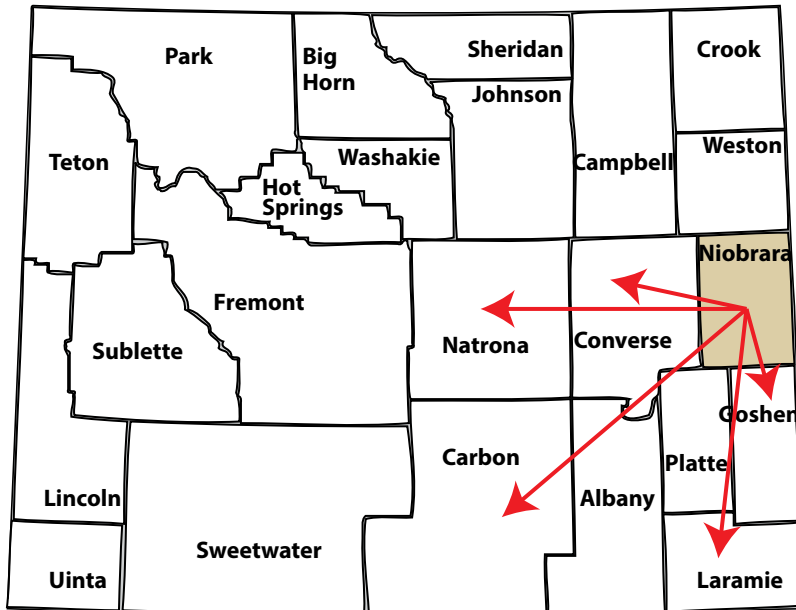 Park
Big
Horn
Sheridan
Crook
Johnson
Teton
Washakie
Campbell
Weston
Hot
Springs
Niobrara
Fremont
Sublette
Natrona
Converse
Goshen
Carbon
Platte
Lincoln
Albany
Sweetwater
Uinta
Laramie